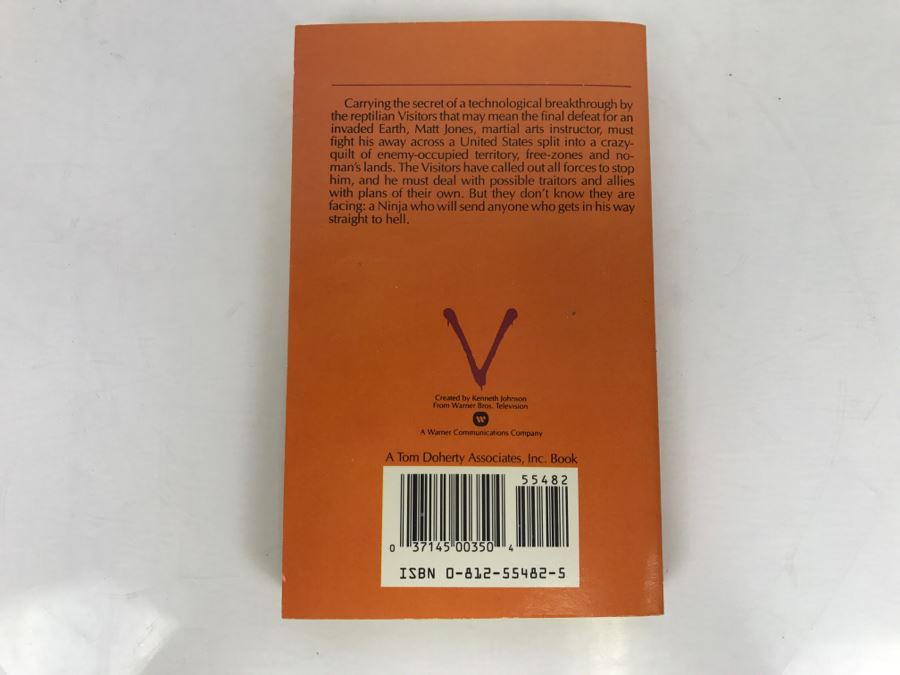 Carrying the secret of a technological breakthrough by
the reptilian Visitors that may mean the final defeat for an
invaded Earth, Matt Jones, martial arts instructor, must
fight his away across a United States split into a crazy-
quilt of enemy-occupied territory, free-zones and no-
man's lands. The Visitors have called out all forces to stop
him, and he must deal with possible traitors and allies
with plans of their own. But they don't know they are
facing: a Ninja who will send anyone who gets in his way
straight to hell.
V
Created by Kenneth Johnson
From Warner Bros. Television
W
A Warner Communications Company
A Tom Doherty Associates, Inc. Book
55482
0 37145 00350 4
ISBN 0-812-55482-5